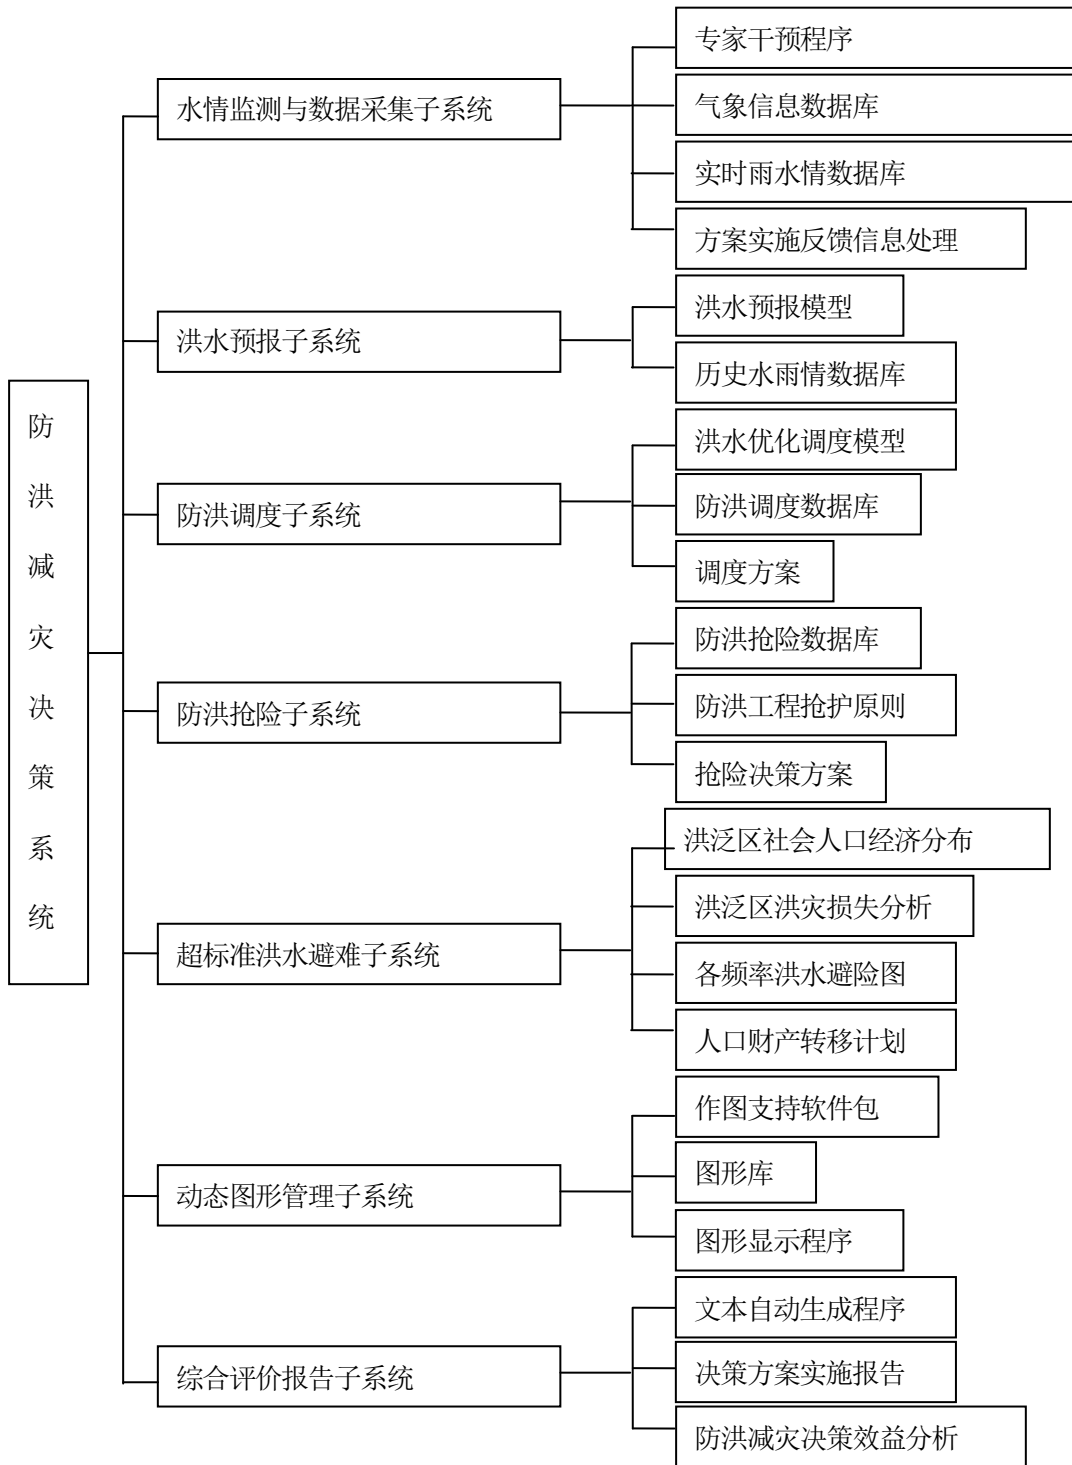 防洪减灾决策系统
水情监测与数据采集子系统
专家干预程序
气象信息数据库
实时雨水情数据库
方案实施反馈信息处理
洪水预报子系统
洪水预报模型
历史水雨情数据库
防洪调度子系统
洪水优化调度模型
防洪调度数据库
调度方案
防洪抢险子系统
防洪抢险数据库
防洪工程抢护原则
抢险决策方案
超标准洪水避难子系统
洪泛区社会人口经济分布
洪泛区洪灾损失分析
各频率洪水避险图
人口财产转移计划
动态图形管理子系统
作图支持软件包
图形库
图形显示程序
综合评价报告子系统
文本自动生成程序
决策方案实施报告
防洪减灾决策效益分析